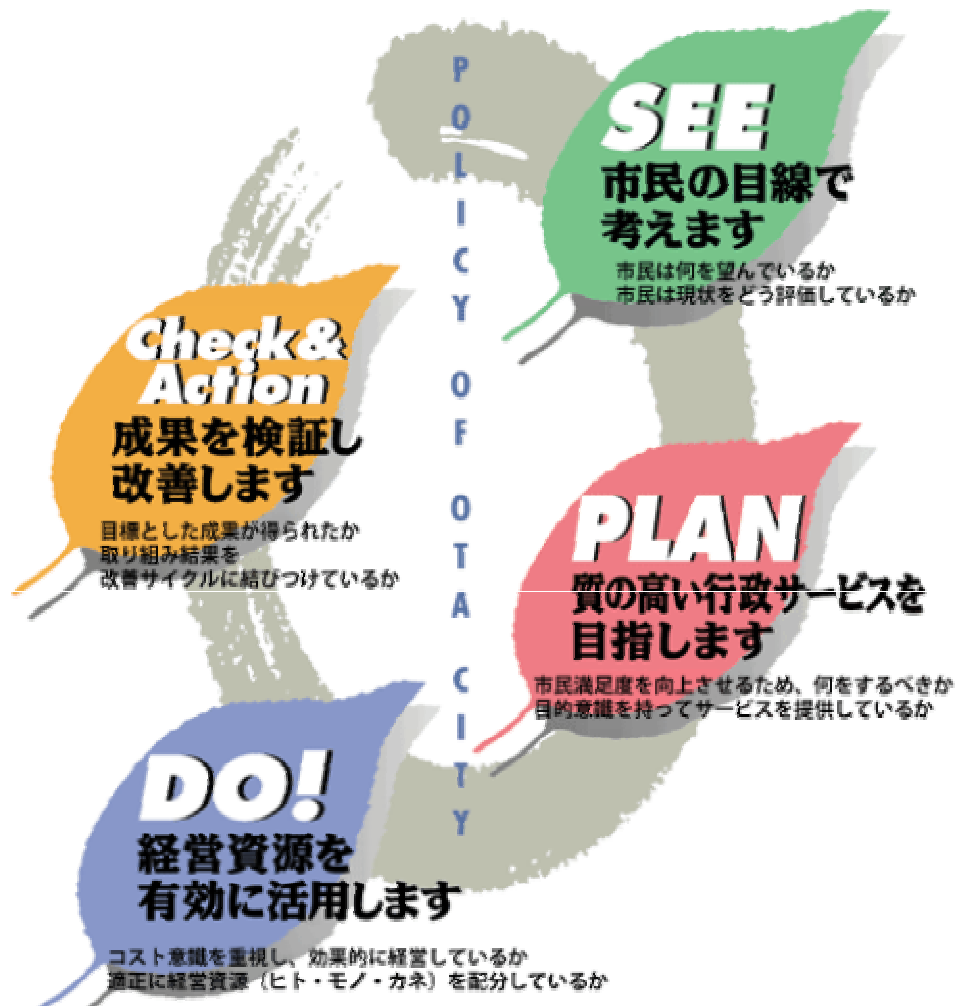 POLICY OF OTA CITY
SEE
市民の目線で
考えます
市民は何を望んでいるか
市民は現状をどう評価しているか
Check&
Action
成果を検証し
改善します
目標とした成果が得られたか
取り組み結果を
改善サイクルに結びつけているか
PLAN
質の高い行政サービスを
目指します
市民満足度を向上させるため、何をするべきか
目的意識を持ってサービスを提供しているか
DO!
経営資源を
有効に活用します
コスト意識を重視し、効果的に経営しているか
適正に経営資源（ヒト・モノ・カネ）を配分しているか